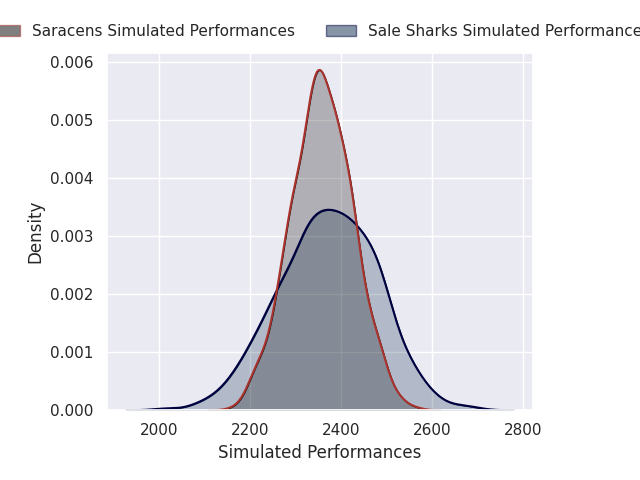 Saracens Simulated Performances
Sale Sharks Simulated Performance
0.006
0.005
0.004
0.003
0.002
0.001
0.000
Density
2000 2200 2400 2600 2800
Simulated Performances